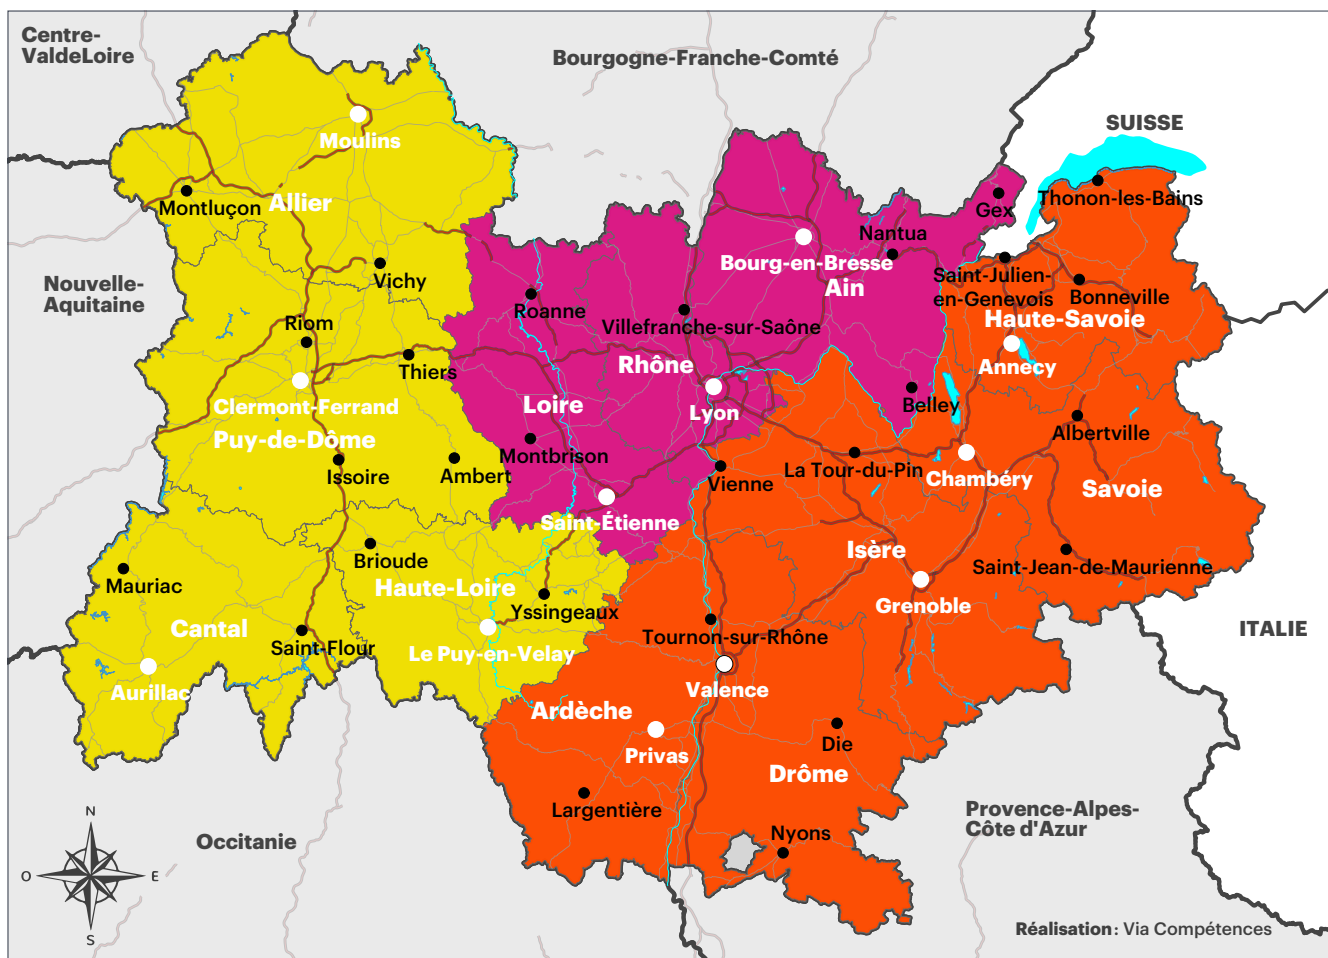 Centre-
ValdeLoire
Bourgogne-Franche-Comté
SUISSE
Moulins
Montluçon
Allier
Thonon-les-Bains
Gex
Nantua
Bourg-en-Bresse
Ain
Vichy
Nouvelle-
Aquitaine
Saint-Julien-
en-Genevois
Bonneville
Haute-Savoie
Roanne
Villefranche-sur-Saône
Riom
Annecy
Thiers
Rhône
Clermont-Ferrand
Puy-de-Dôme
Loire
Lyon
Belley
Albertville
Montbrison
Issoire
Ambert
Vienne
La Tour-du-Pin
Chambéry
Savoie
Saint-Étienne
Brioude
Isère
Mauriac
Haute-Loire
Saint-Jean-de-Maurienne
Yssingeaux
Grenoble
Cantal
Saint-Flour
Le Puy-en-Velay
Tournon-sur-Rhône
ITALIE
Aurillac
Valence
Ardèche
Privas
Die
Drôme
Largentière
Provence-Alpes-
Côte d'Azur
Nyons
Occitanie
N
O
E
S
Réalisation : Via Compétences